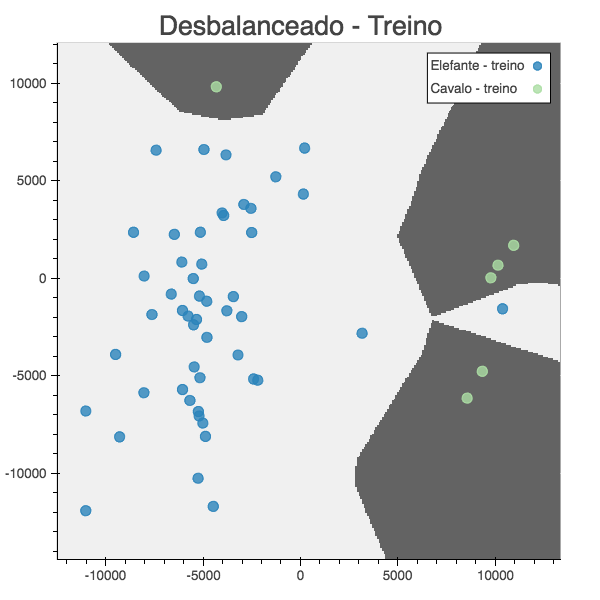 Desbalanceado - Treino
Elefante - treino
Cavalo - treino
10000
5000
0
-5000
-10000
-10000 -5000 0 5000 10000